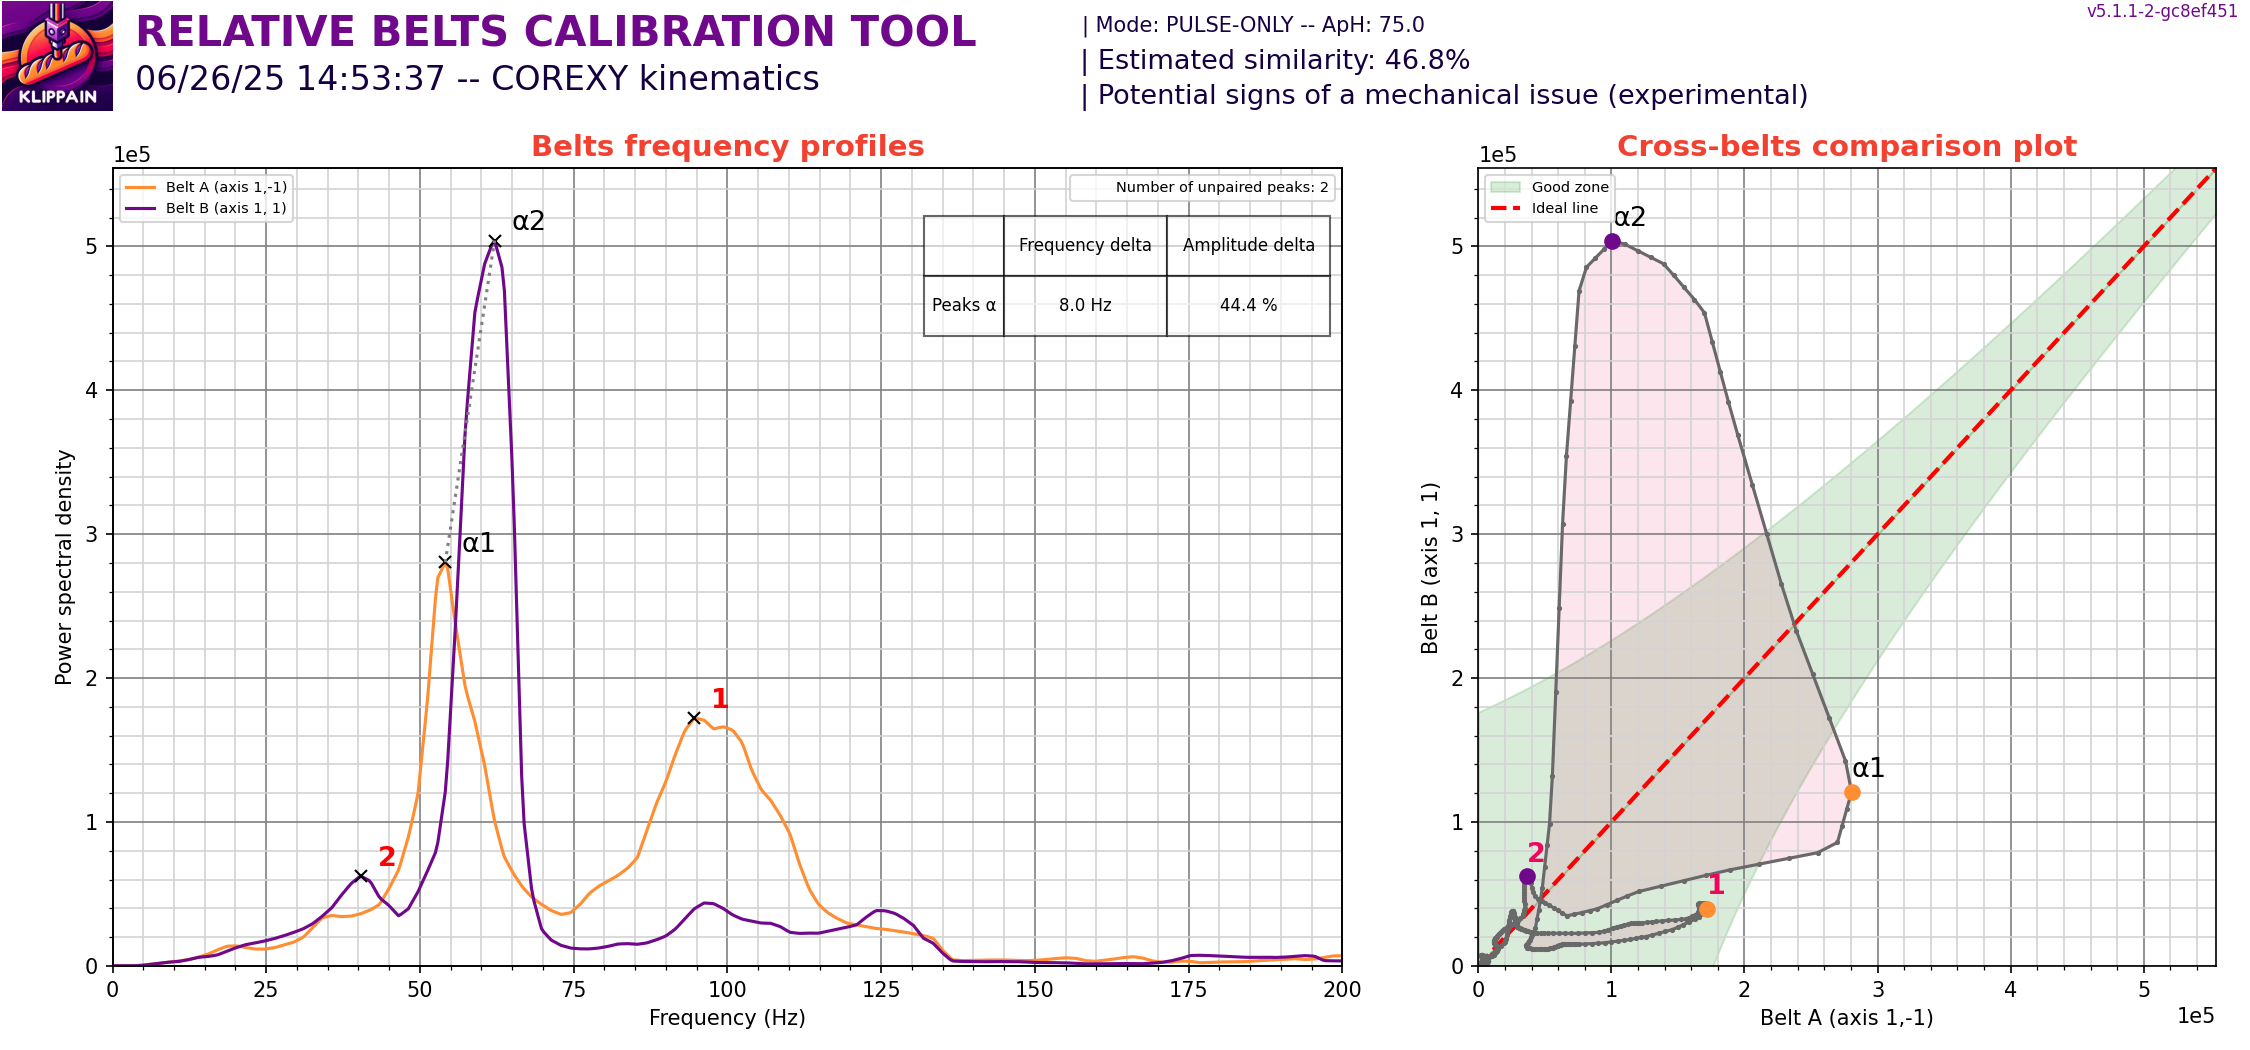 KLIPPAIN
RELATIVE BELTS CALIBRATION TOOL
06/26/25 14:53:37 -- COREXY kinematics
| Mode: PULSE-ONLY -- ApH: 75.0
| Estimated similarity: 46.8%
| Potential signs of a mechanical issue (experimental)
v5.1.1-2-gc8ef451
Belts frequency profiles
1e5
Belt A (axis 1,-1)
Belt B (axis 1, 1)
Number of unpaired peaks: 2
Frequency delta
Amplitude delta
Peaks α
8.0 Hz
44.4 %
α2
α1
1
2
5
4
3
2
1
0
Power spectral density
0
25
50
75
100
125
150
175
200
Frequency (Hz)
Cross-belts comparison plot
1e5
Good zone
Ideal line
α2
α1
2
1
5
4
3
2
1
0
Belt B (axis 1, 1)
0
1
2
3
4
5
Belt A (axis 1,-1)
1e5